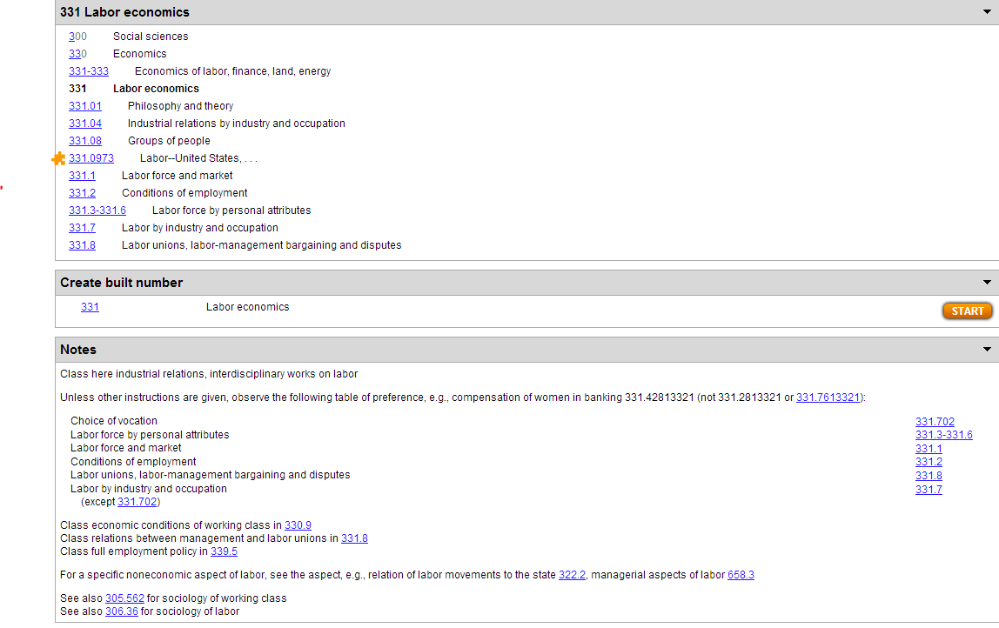 331 Labor economics
300 Social sciences
330 Economics
331-333 Economics of labor, finance, land, energy
331 Labor economics
331.01 Philosophy and theory
331.04 Industrial relations by industry and occupation
331.08 Groups of people
331.0973 Labor--United States, . . .
331.1 Labor force and market
331.2 Conditions of employment
331.3-331.6 Labor force by personal attributes
331.7 Labor by industry and occupation
331.8 Labor unions, labor-management bargaining and disputes
Create built number
331 Labor economics START
Notes
Class here industrial relations, interdisciplinary works on labor
Unless other instructions are given, observe the following table of preference, e.g., compensation of women in banking 331.42813321 (not 331.2813321 or 331.7613321):
Choice of vocation 331.702
Labor force by personal attributes 331.3-331.6
Labor force and market 331.1
Conditions of employment 331.2
Labor unions, labor-management bargaining and disputes 331.8
Labor by industry and occupation 331.7
(except 331.702)
Class economic conditions of working class in 330.9
Class relations between management and labor unions in 331.8
Class full employment policy in 339.5
For a specific noneconomic aspect of labor, see the aspect, e.g., relation of labor movements to the state 322.2, managerial aspects of labor 658.3
See also 305.562 for sociology of working class
See also 306.36 for sociology of labor